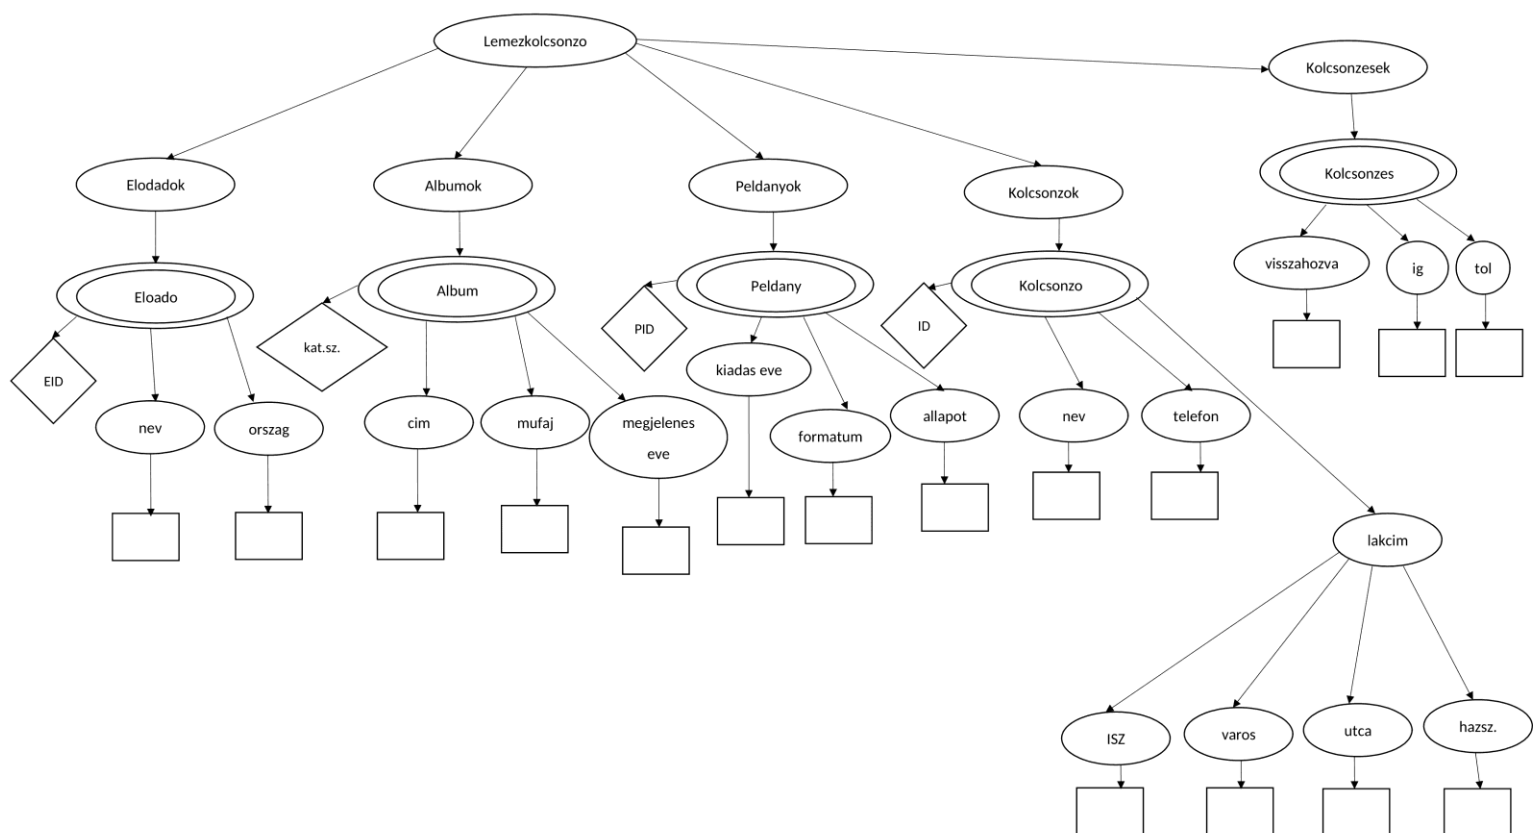 Lemezkolcsonzo
Kolcsonzesek
Elodadok
Albumok
Peldanyok
Kolcsonzok
Kolcsonzes
Eloado
Album
Peldany
Kolcsonzo
visszahozva
ig
tol
EID
kat.sz.
PID
ID
kiadas eve
nev
orszag
cim
mufaj
megjelenes
eve
formatum
allapot
nev
telefon
lakcim
ISZ
varos
utca
hazsz.